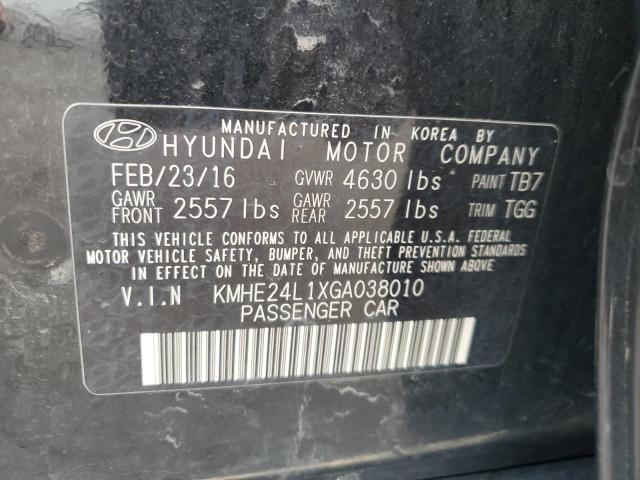 MANUFACTURED IN KOREA BY
HYUNDAI MOTOR COMPANY
FEB/23/16 GVWR 4630 lbs PAINT TB7
GAWR FRONT 2557 lbs GAWR REAR 2557 lbs TRIM TGG
THIS VEHICLE CONFORMS TO ALL APPLICABLE U.S.A. FEDERAL
MOTOR VEHICLE SAFETY, BUMPER, AND THEFT PREVENTION STANDARDS
IN EFFECT ON THE DATE OF MANUFACTURE SHOWN ABOVE.
V.I.N KMHE24L1XGA038010
PASSENGER CAR